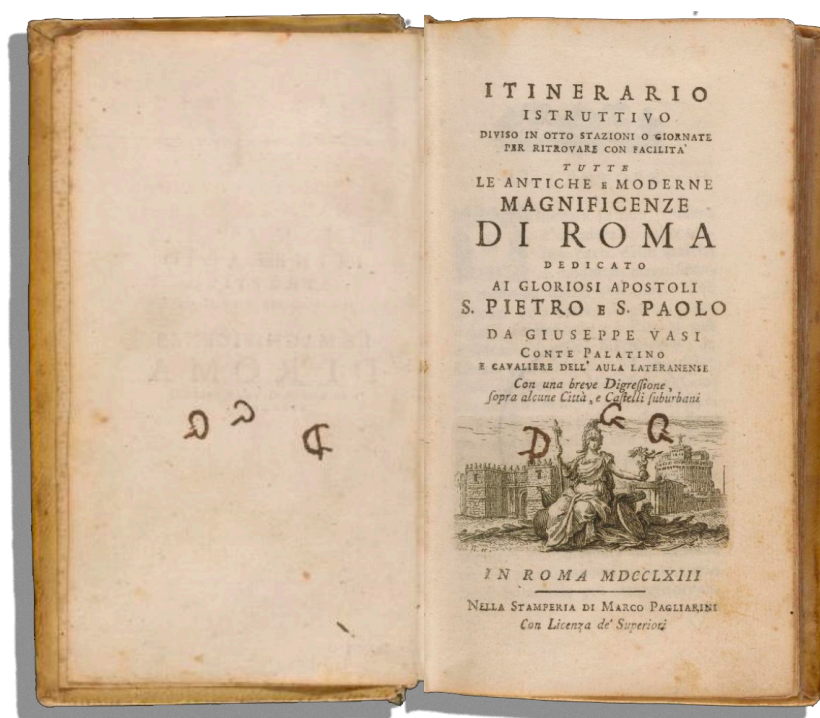 ITINERARIO
ISTRUTTIVO
DIVISO IN OTTO STAZIONI O GIORNATE
PER RITROVARE CON FACILITA'
TUTTE
LE ANTICHE E MODERNE
MAGNIFICENZE
DI ROMA
DEDICATO
AI GLORIOSI APOSTOLI
S. PIETRO E S. PAOLO
DA GIUSEPPE VASI
CONTE PALATINO
E CAVALIERE DELL' AULA LATERANENSE
Con una breve Digreſſione,
ſopra alcune Città, e Caſtelli ſuburbani
D G Q
IN ROMA MDCCLXIII
NELLA STAMPERIA DI MARCO PAGLIARINI
Con Licenza de' Superiori